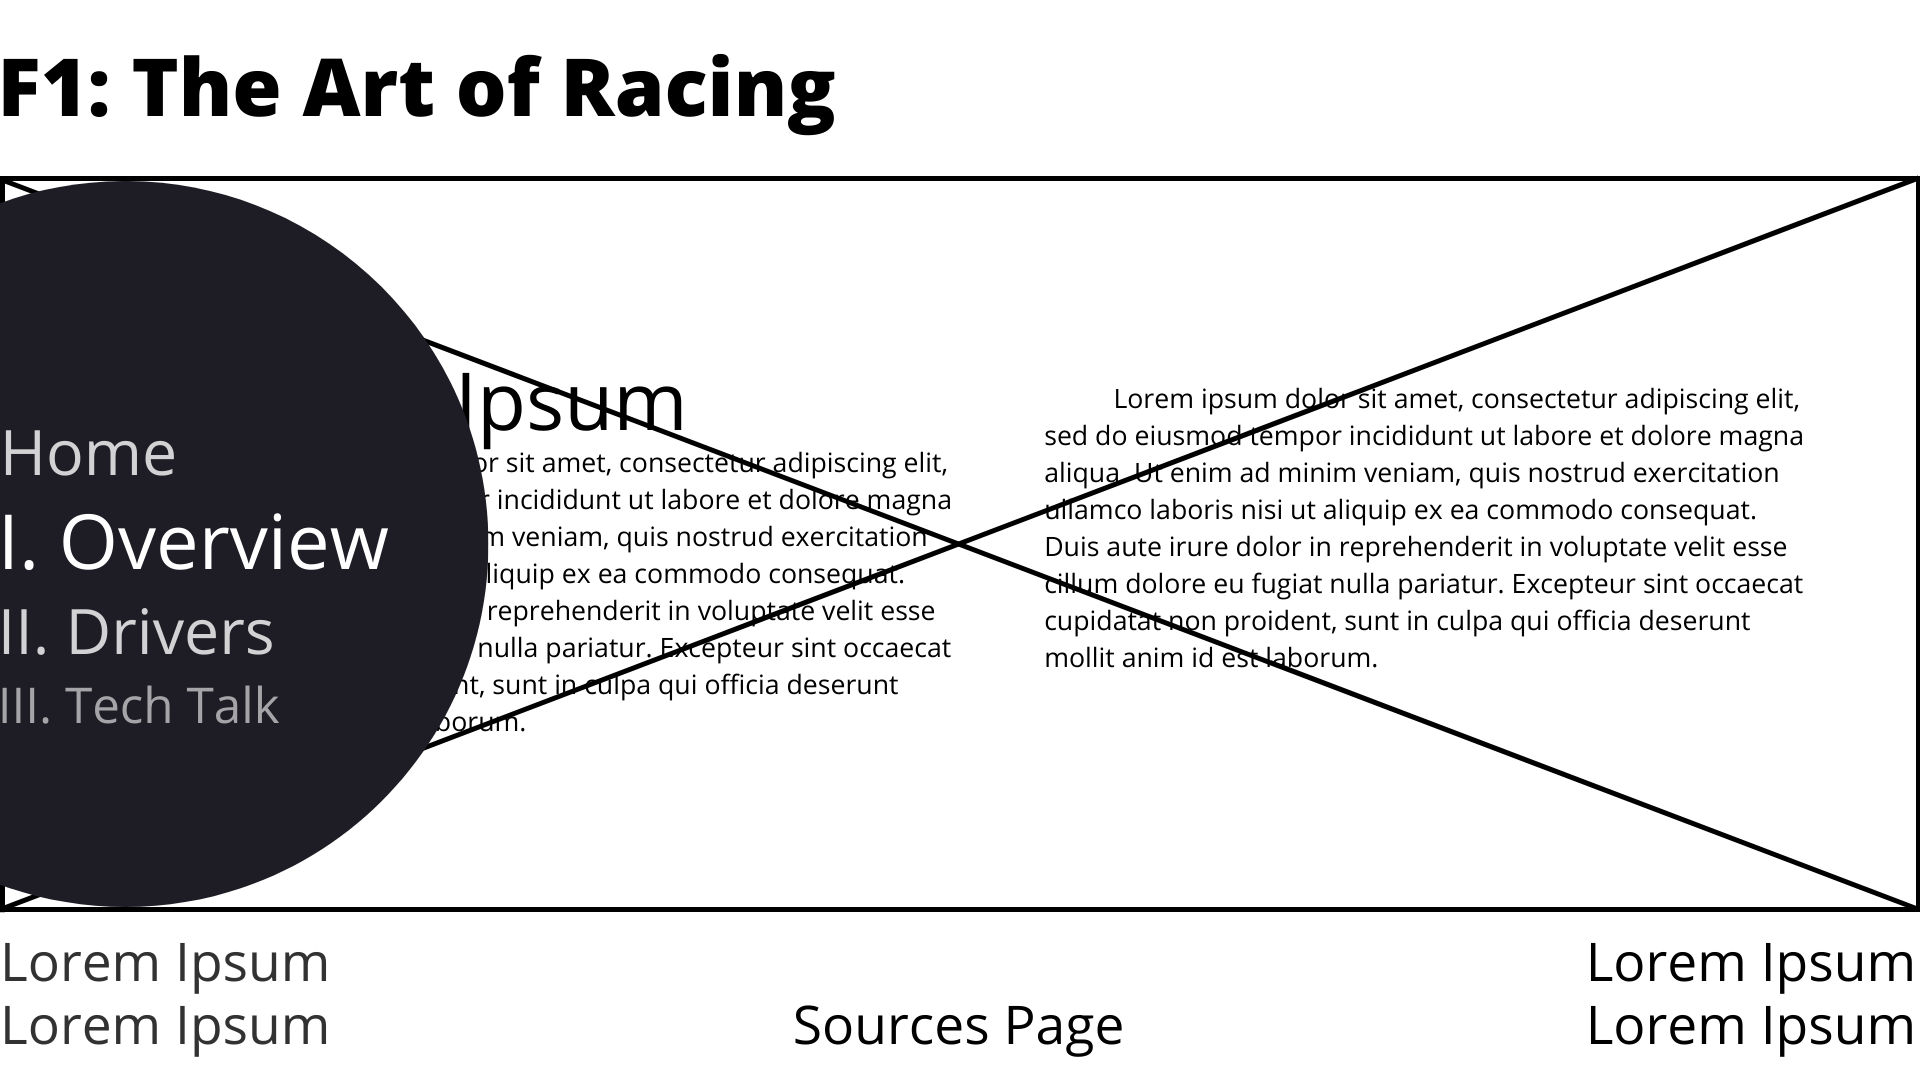 F1: The Art of Racing
Home
I. Overview
II. Drivers
III. Tech Talk
Ipsum
or sit amet, consectetur adipiscing elit,
incididunt ut labore et dolore magna
m veniam, quis nostrud exercitation
liquip ex ea commodo consequat.
reprehenderit in voluptate velit esse
nulla pariatur. Excepteur sint occaecat
nt, sunt in culpa qui officia deserunt
borum.
Lorem ipsum dolor sit amet, consectetur adipiscing elit,
sed do eiusmod tempor incididunt ut labore et dolore magna
aliqua. Ut enim ad minim veniam, quis nostrud exercitation
ullamco laboris nisi ut aliquip ex ea commodo consequat.
Duis aute irure dolor in reprehenderit in voluptate velit esse
cillum dolore eu fugiat nulla pariatur. Excepteur sint occaecat
cupidatat non proident, sunt in culpa qui officia deserunt
mollit anim id est laborum.
Lorem Ipsum
Lorem Ipsum
Sources Page
Lorem Ipsum
Lorem Ipsum